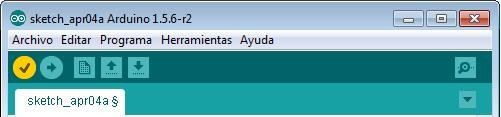 sketch_apr04a Arduino 1.5.6-r2
Archivo Editar Programa Herramientas Ayuda
sketch_apr04a §